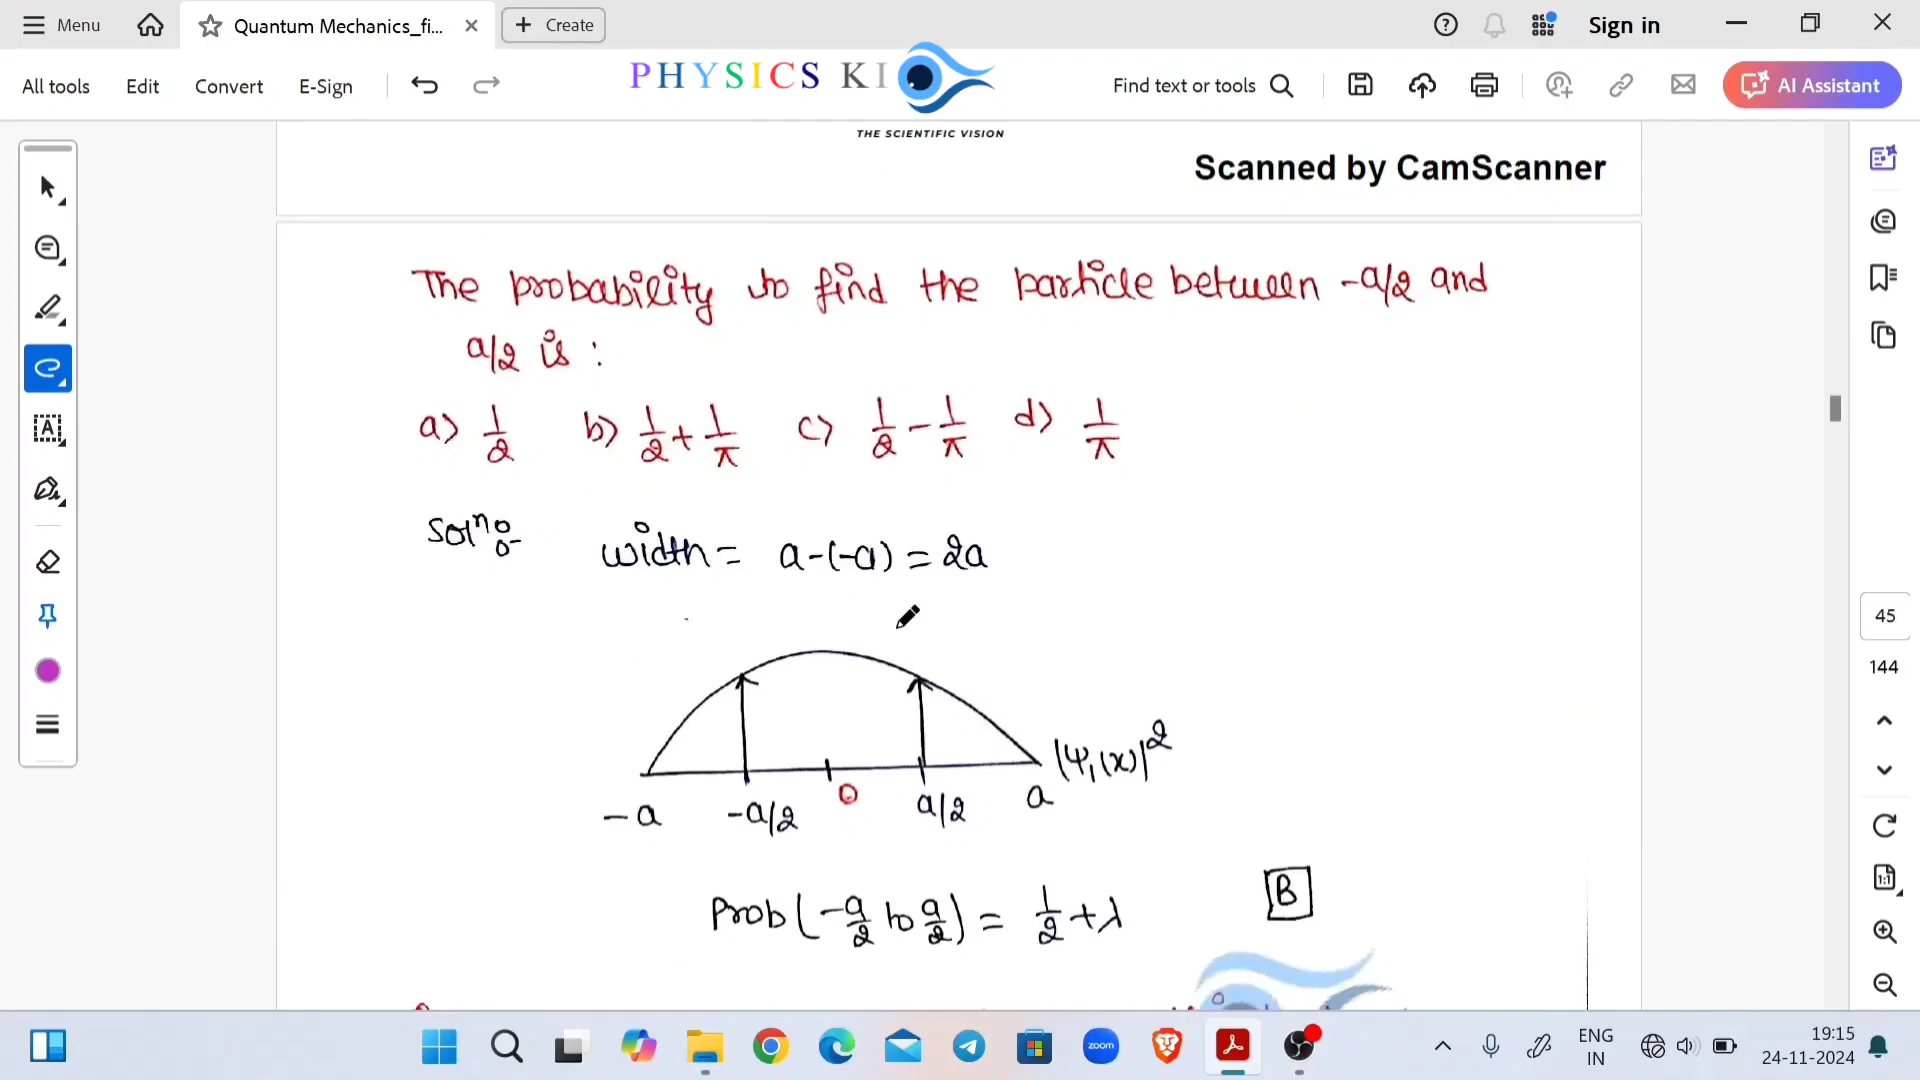 Menu
Quantum Mechanics_fi...
Create
Sign in
All tools
Edit
Convert
E-Sign
PHYSICS KI
THE SCIENTIFIC VISION
Find text or tools
AI Assistant
Scanned by CamScanner
The probability to find the particle between -a/2 and
a/2 is :
a) 1/2 b) 1/2 + 1/π c) 1/2 - 1/π d) 1/π
Solⁿ:- width = a-(-a) = 2a
|Ψ₁(x)|²
-a -a/2 0 a/2 a
Prob(-a/2 to a/2) = 1/2 + λ
B
45
144
1:1
zoom
ENG
IN
19:15
24-11-2024